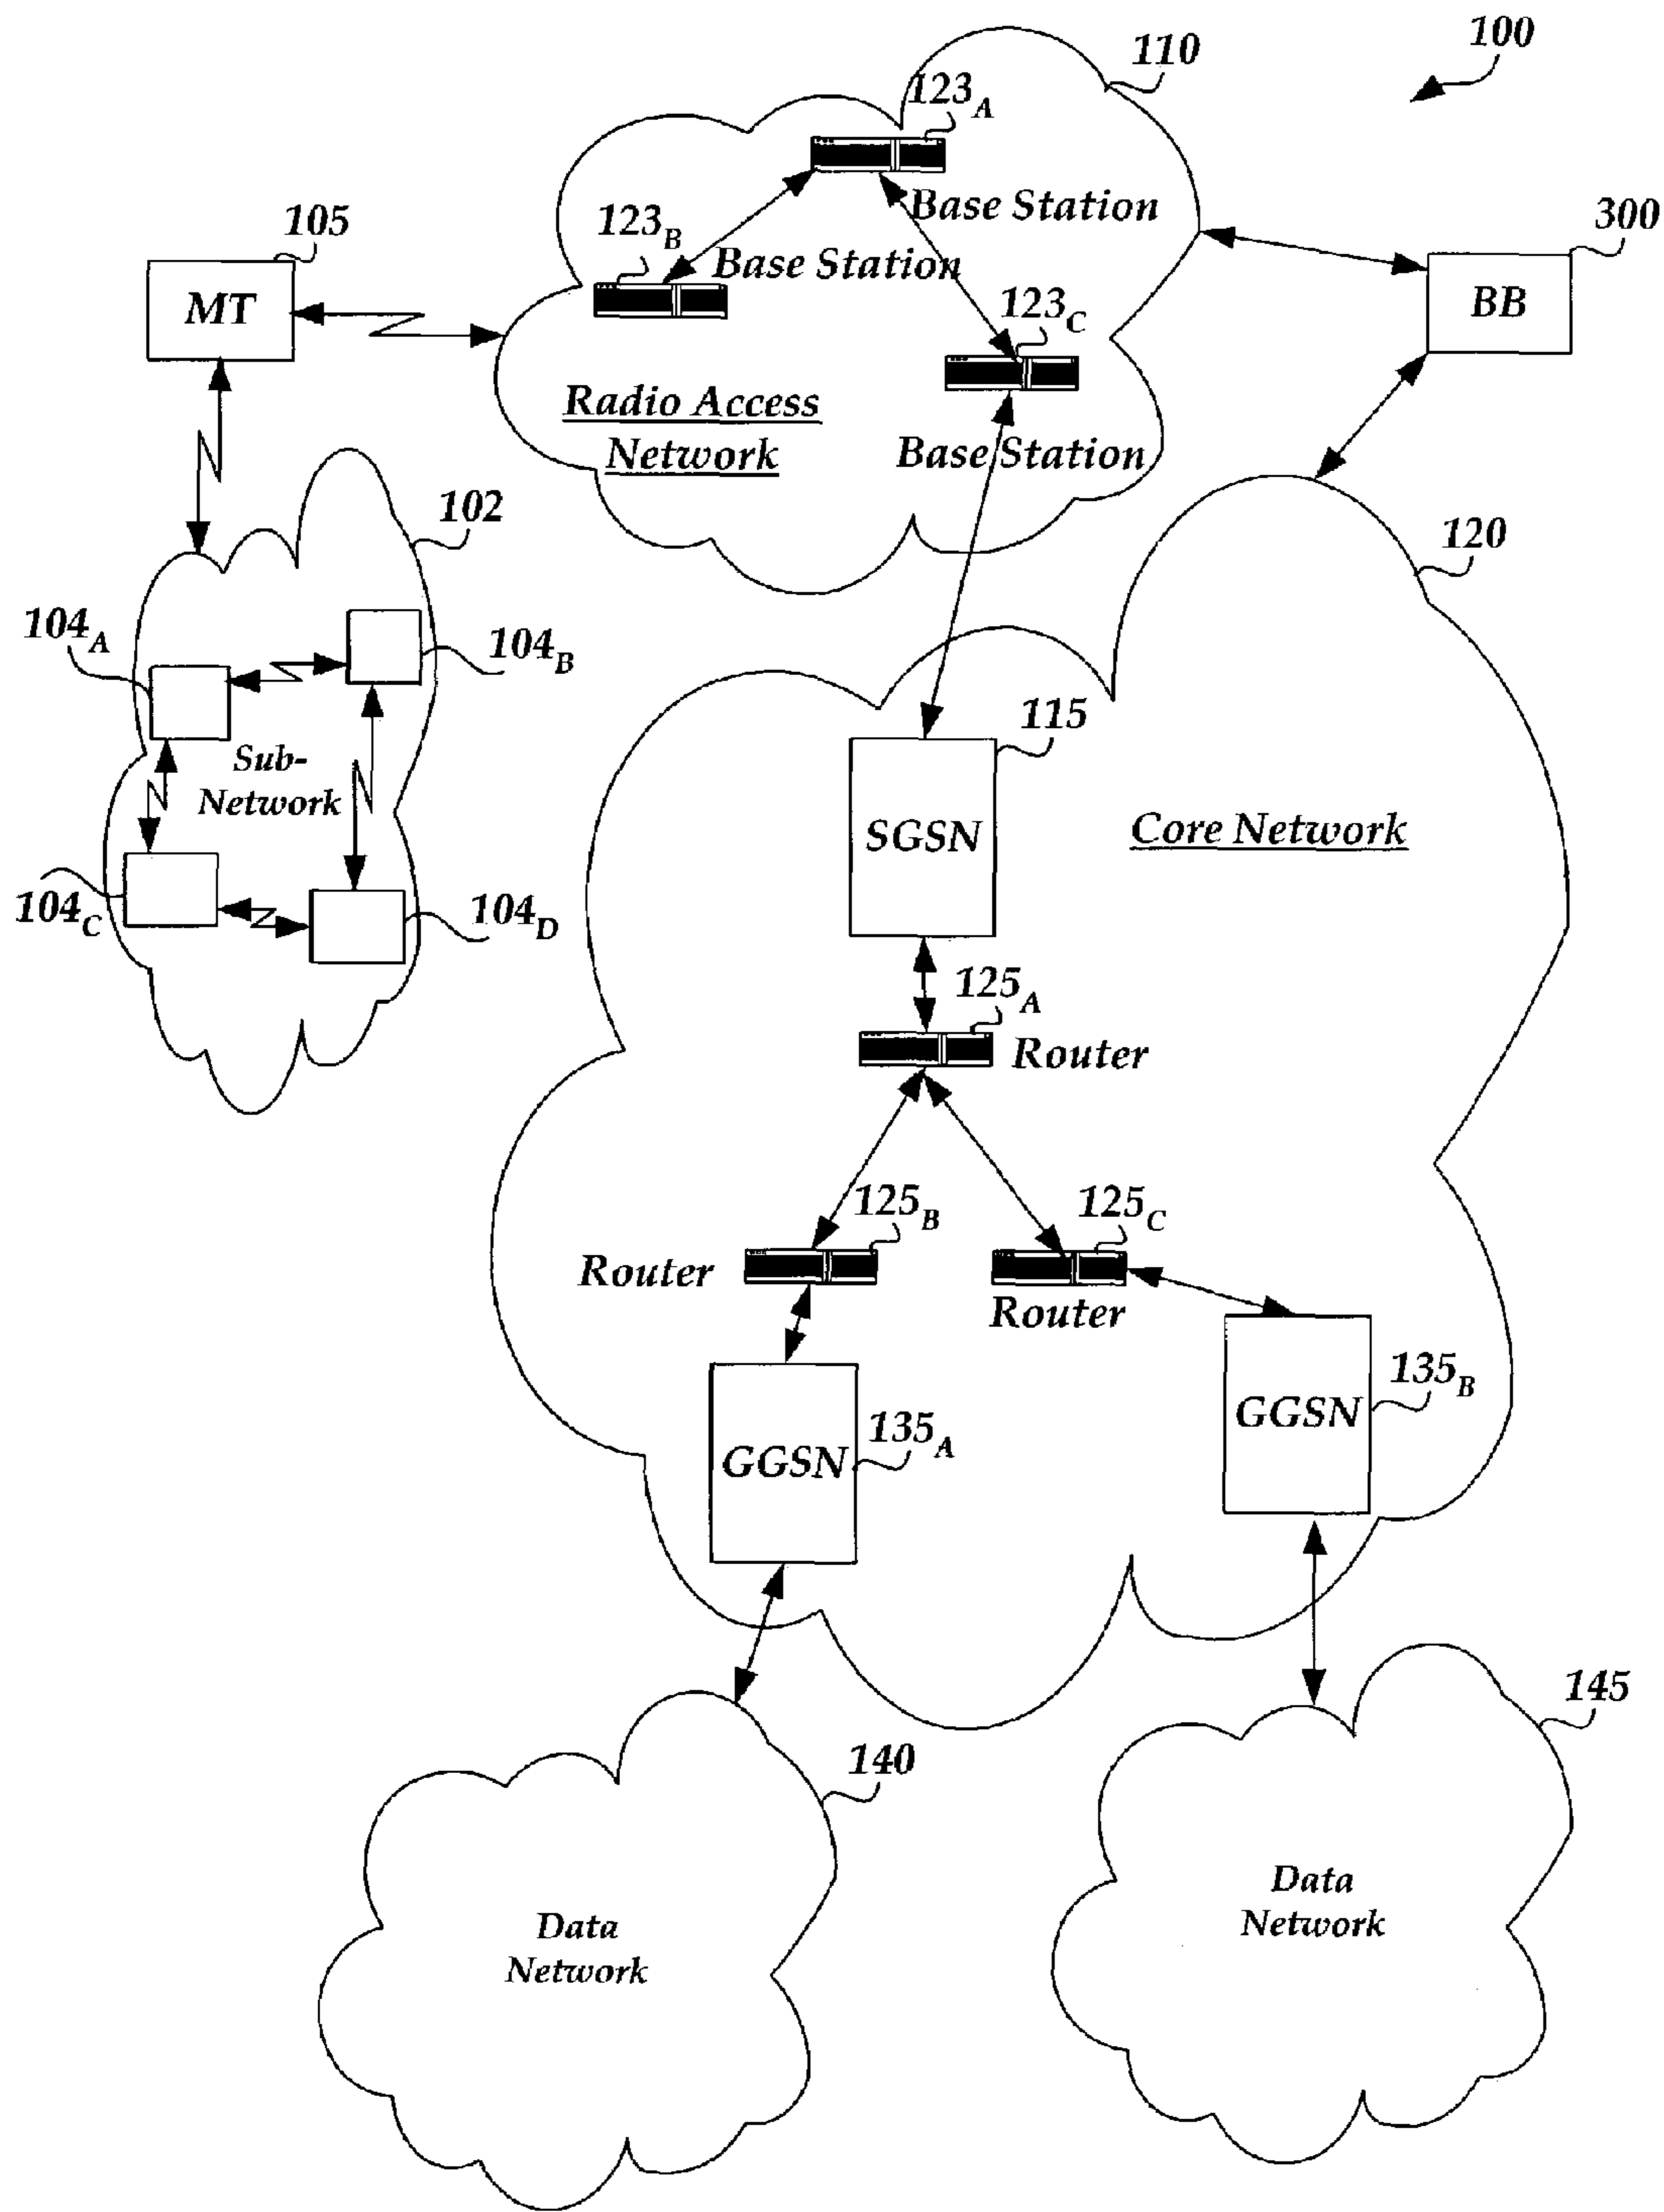 100
110
123A
Base Station
105
123B
Base Station
300
MT
BB
123C
Radio Access
Network
Base Station
102
120
104A
104B
Sub-
Network
115
SGSN
Core Network
104C
104D
125A
Router
125B
Router
125C
Router
135A
GGSN
135B
GGSN
140
145
Data
Network
Data
Network